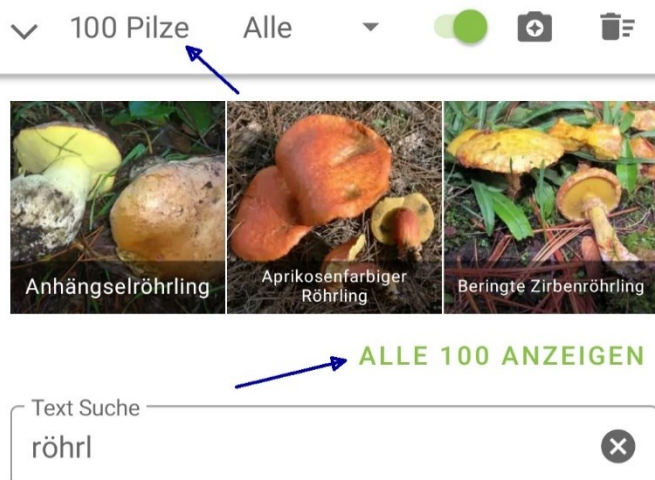 100 Pilze Alle
Anhängselröhrling
Aprikosenfarbiger
Röhrling
Beringte Zirbenröhrling
ALLE 100 ANZEIGEN
Text Suche
röhrl